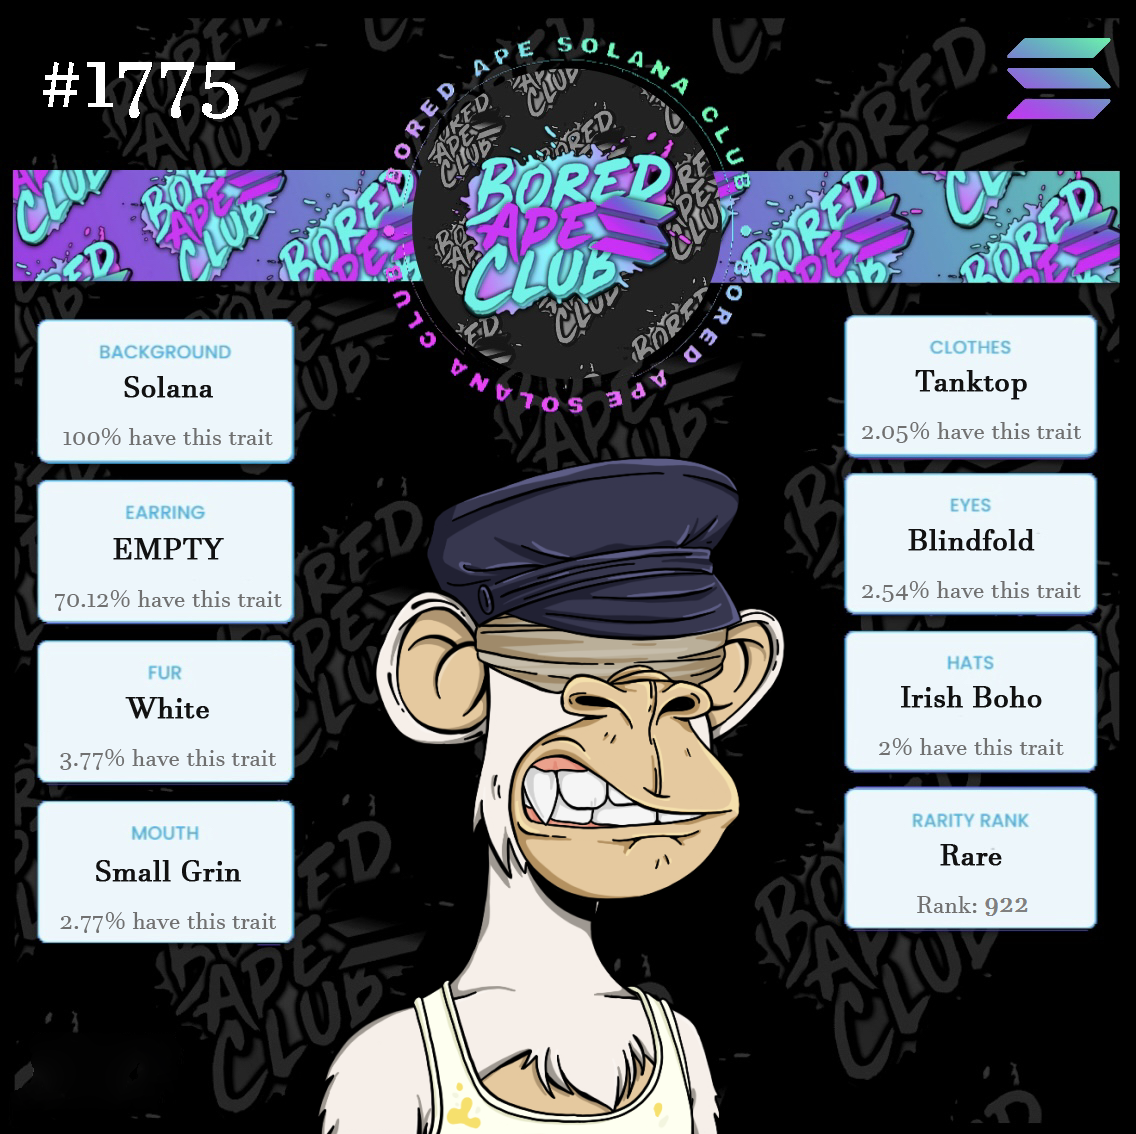 #1775
BORED APE SOLANA CLUB
BORED APE SOLANA CLUB
BORED
APE
CLUB
BACKGROUND
Solana
100% have this trait
EARRING
EMPTY
70.12% have this trait
FUR
White
3.77% have this trait
MOUTH
Small Grin
2.77% have this trait
CLOTHES
Tanktop
2.05% have this trait
EYES
Blindfold
2.54% have this trait
HATS
Irish Boho
2% have this trait
RARITY RANK
Rare
Rank: 922